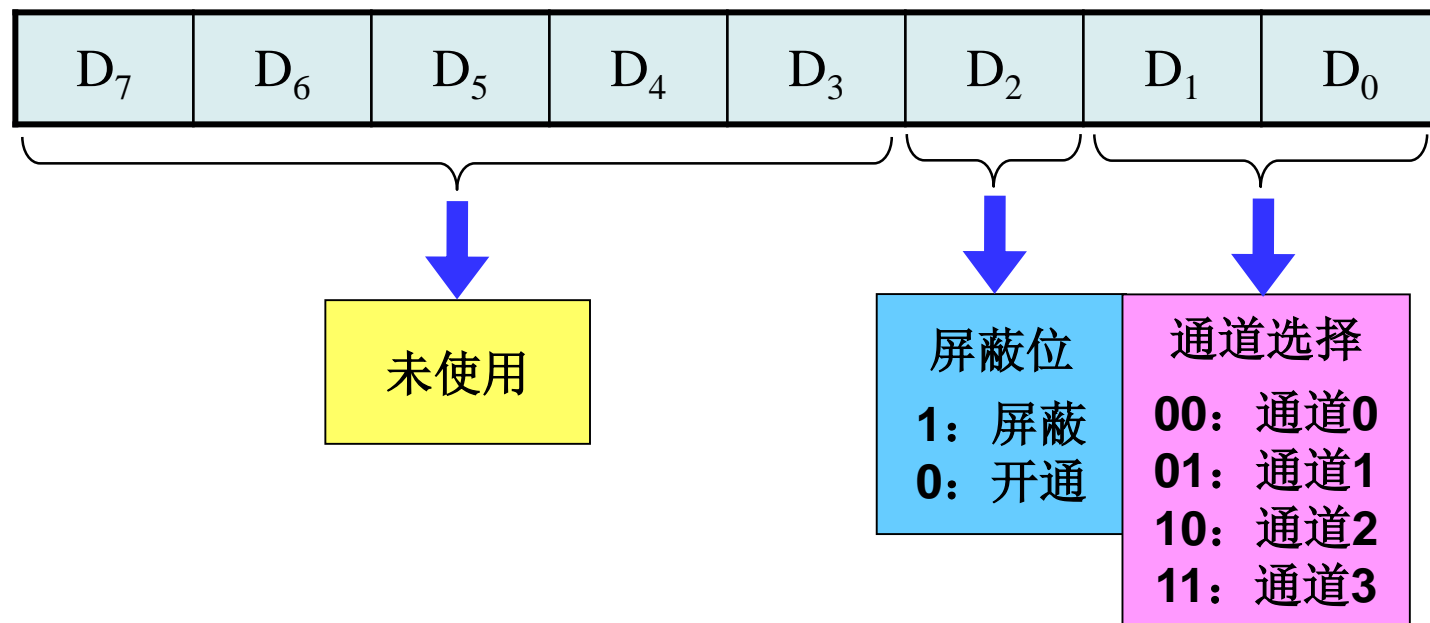 D₇ D₆ D₅ D₄ D₃ D₂ D₁ D₀
未使用
屏蔽位
1：屏蔽
0：开通
通道选择
00：通道0
01：通道1
10：通道2
11：通道3